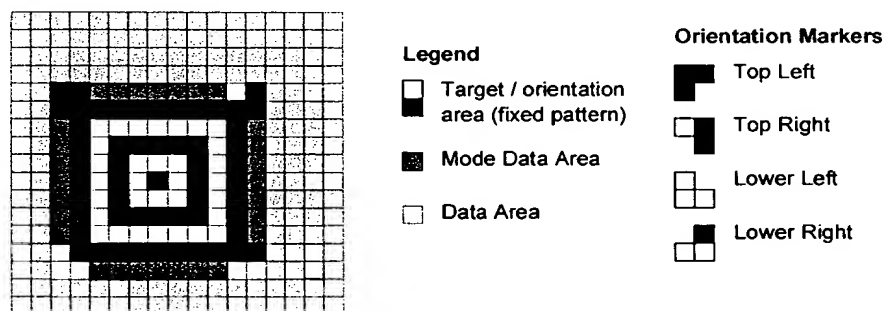 Legend
Target / orientation
area (fixed pattern)
Mode Data Area
Data Area
Orientation Markers
Top Left
Top Right
Lower Left
Lower Right